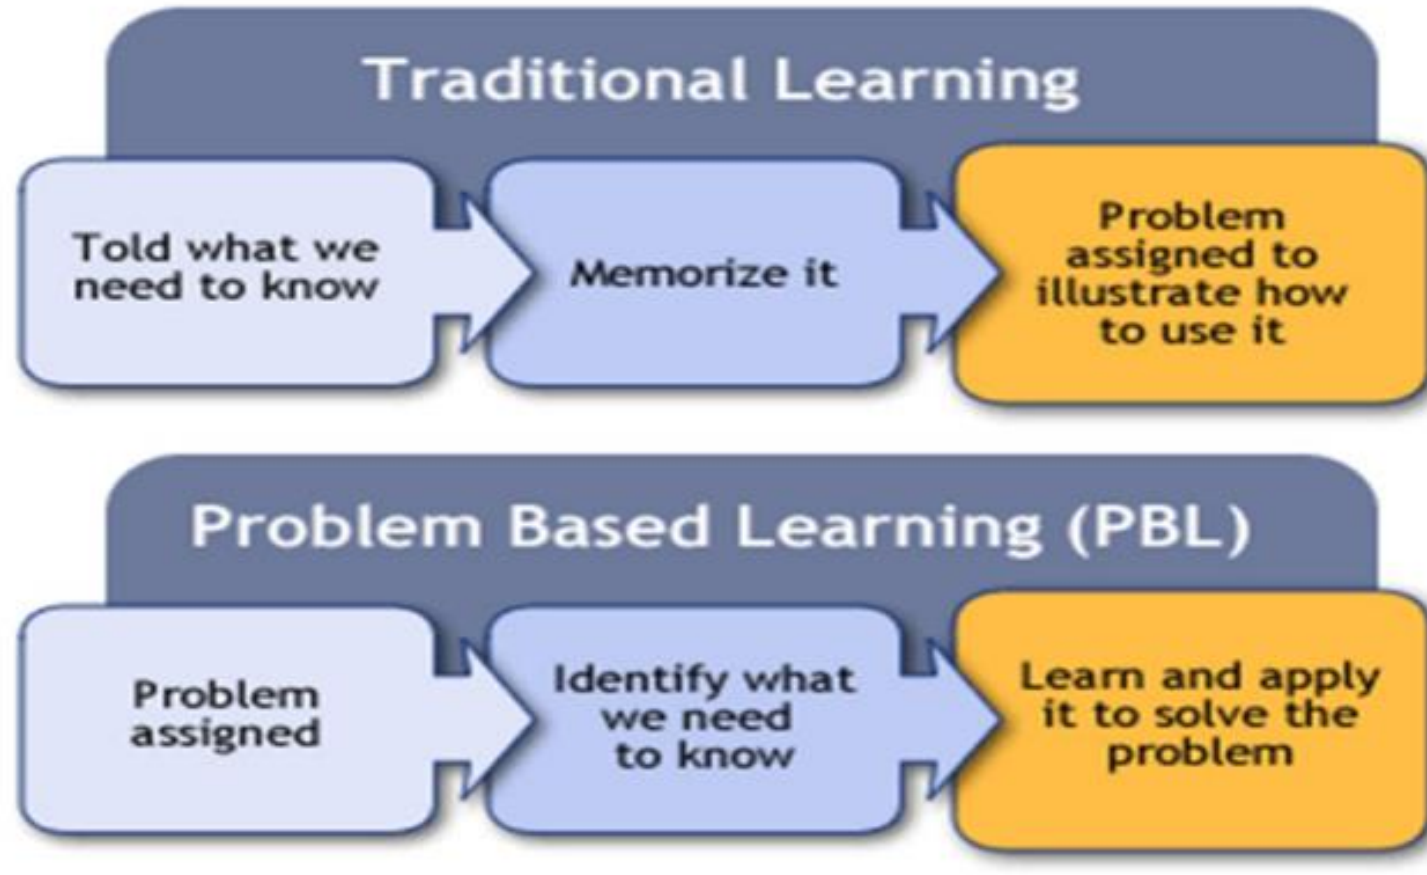 Traditional Learning
Told what we
need to know
Memorize it
Problem
assigned to
illustrate how
to use it
Problem Based Learning (PBL)
Problem
assigned
Identify what
we need
to know
Learn and apply
it to solve the
problem